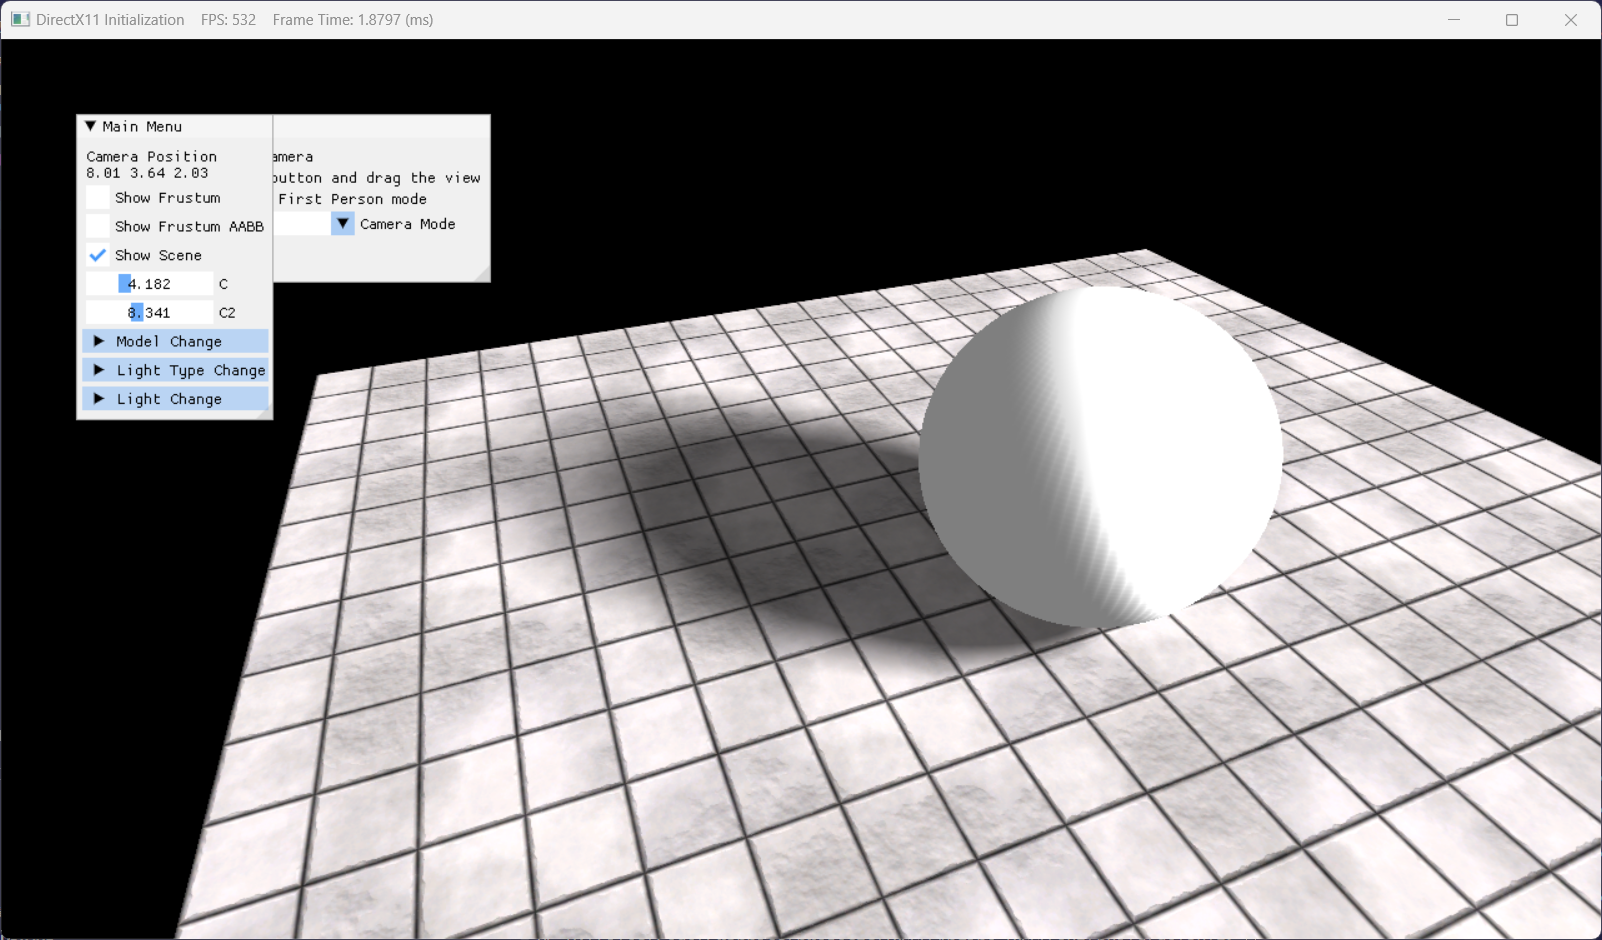 DirectX11 Initialization FPS: 532 Frame Time: 1.8797 (ms)
Main Menu
Camera Position
8.01 3.64 2.03
Show Frustum
Show Frustum AABB
Show Scene
4.182 C
8.341 C2
Model Change
Light Type Change
Light Change
amera
button and drag the view
First Person mode
Camera Mode